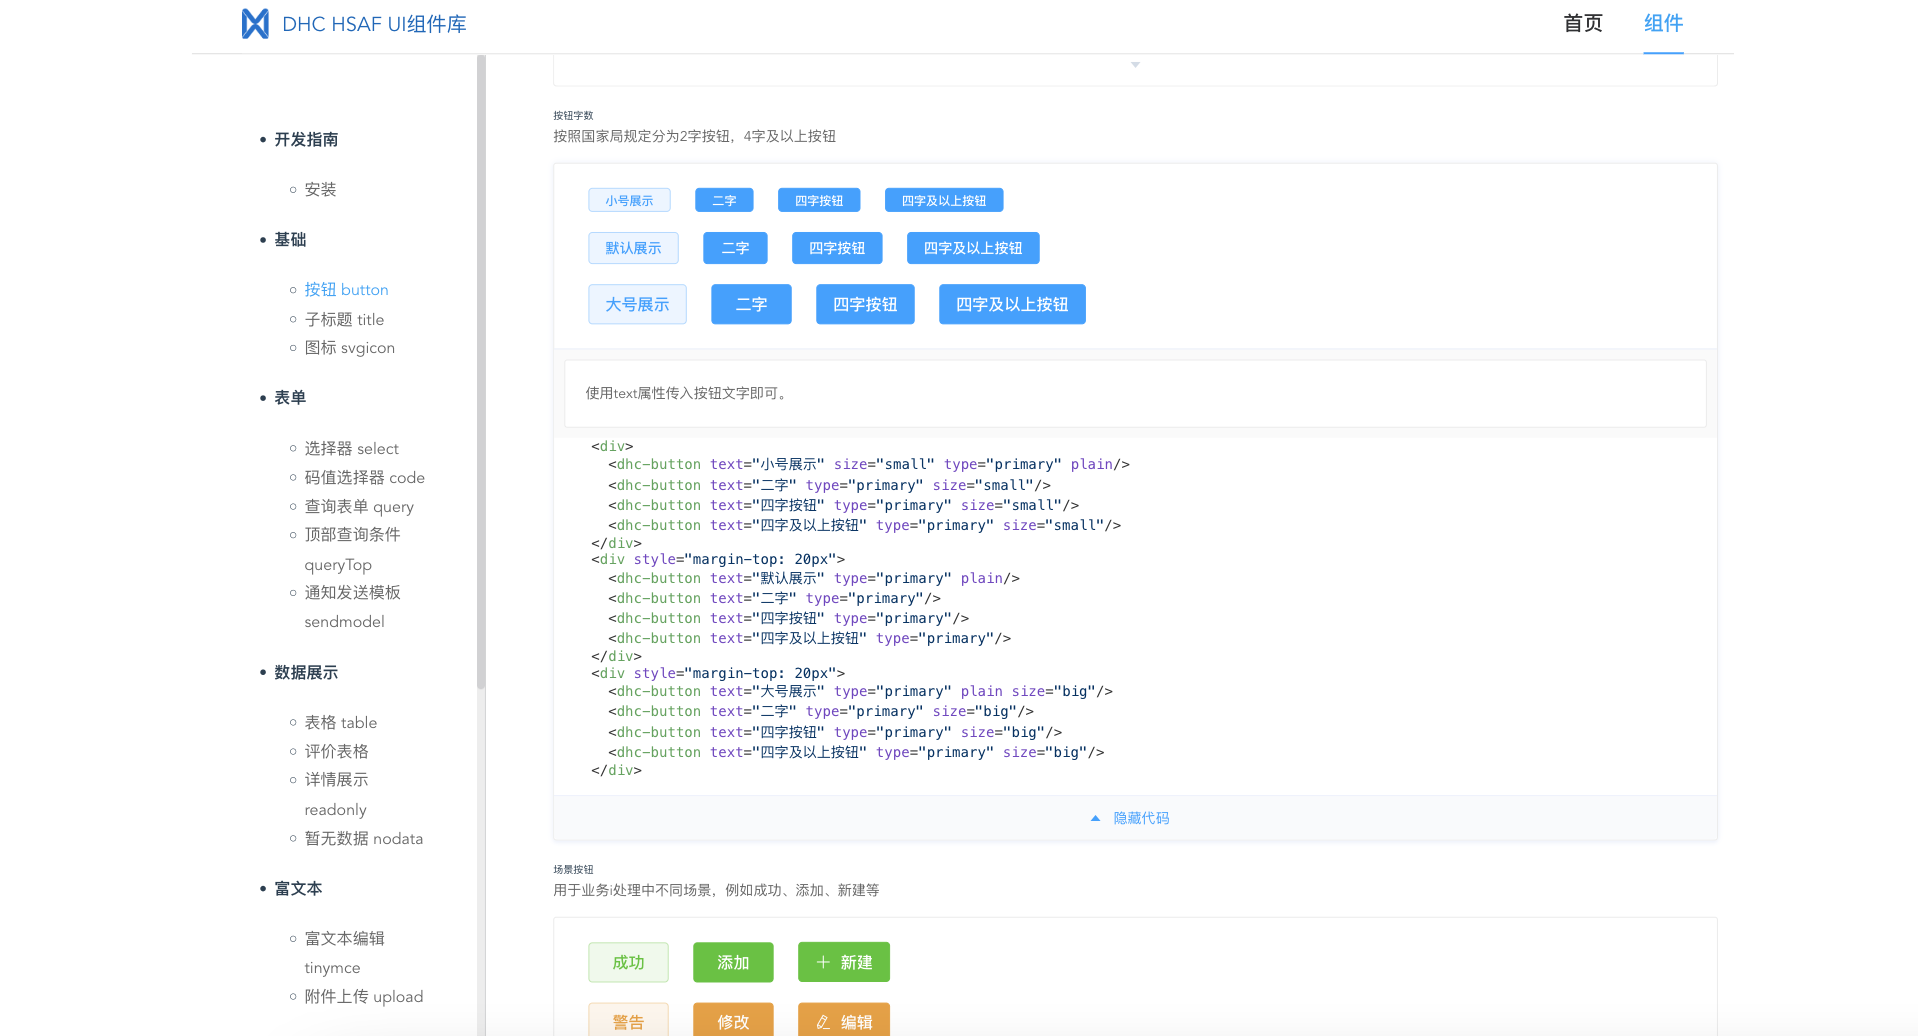 DHC HSAF UI组件库
首页
组件
开发指南
安装
基础
按钮 button
子标题 title
图标 svgicon
表单
选择器 select
码值选择器 code
查询表单 query
顶部查询条件
queryTop
通知发送模板
sendmodel
数据展示
表格 table
评价表格
详情展示
readonly
暂无数据 nodata
富文本
富文本编辑
tinymce
附件上传 upload
按钮字数
按照国家局规定分为2字按钮，4字及以上按钮
小号展示
二字
四字按钮
四字及以上按钮
默认展示
二字
四字按钮
四字及以上按钮
大号展示
二字
四字按钮
四字及以上按钮
使用text属性传入按钮文字即可。
<div>
<dhc-button text="小号展示" size="small" type="primary" plain/>
<dhc-button text="二字" type="primary" size="small"/>
<dhc-button text="四字按钮" type="primary" size="small"/>
<dhc-button text="四字及以上按钮" type="primary" size="small"/>
</div>
<div style="margin-top: 20px">
<dhc-button text="默认展示" type="primary" plain/>
<dhc-button text="二字" type="primary"/>
<dhc-button text="四字按钮" type="primary"/>
<dhc-button text="四字及以上按钮" type="primary"/>
</div>
<div style="margin-top: 20px">
<dhc-button text="大号展示" type="primary" plain size="big"/>
<dhc-button text="二字" type="primary" size="big"/>
<dhc-button text="四字按钮" type="primary" size="big"/>
<dhc-button text="四字及以上按钮" type="primary" size="big"/>
</div>
隐藏代码
场景按钮
用于业务i处理中不同场景，例如成功、添加、新建等
成功
添加
新建
警告
修改
编辑